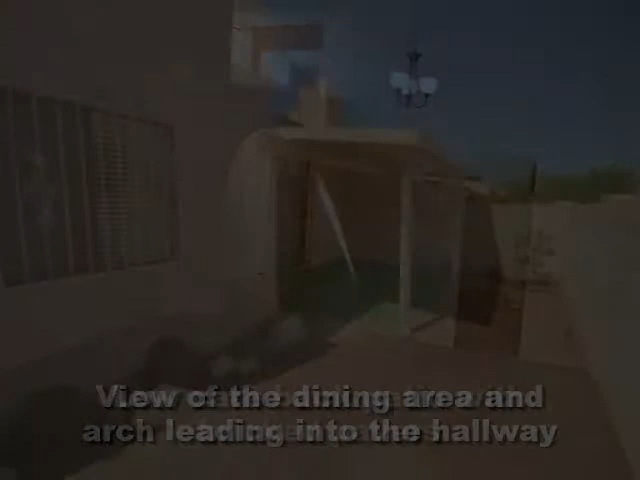 View of the dining area and
arch leading into the hallway